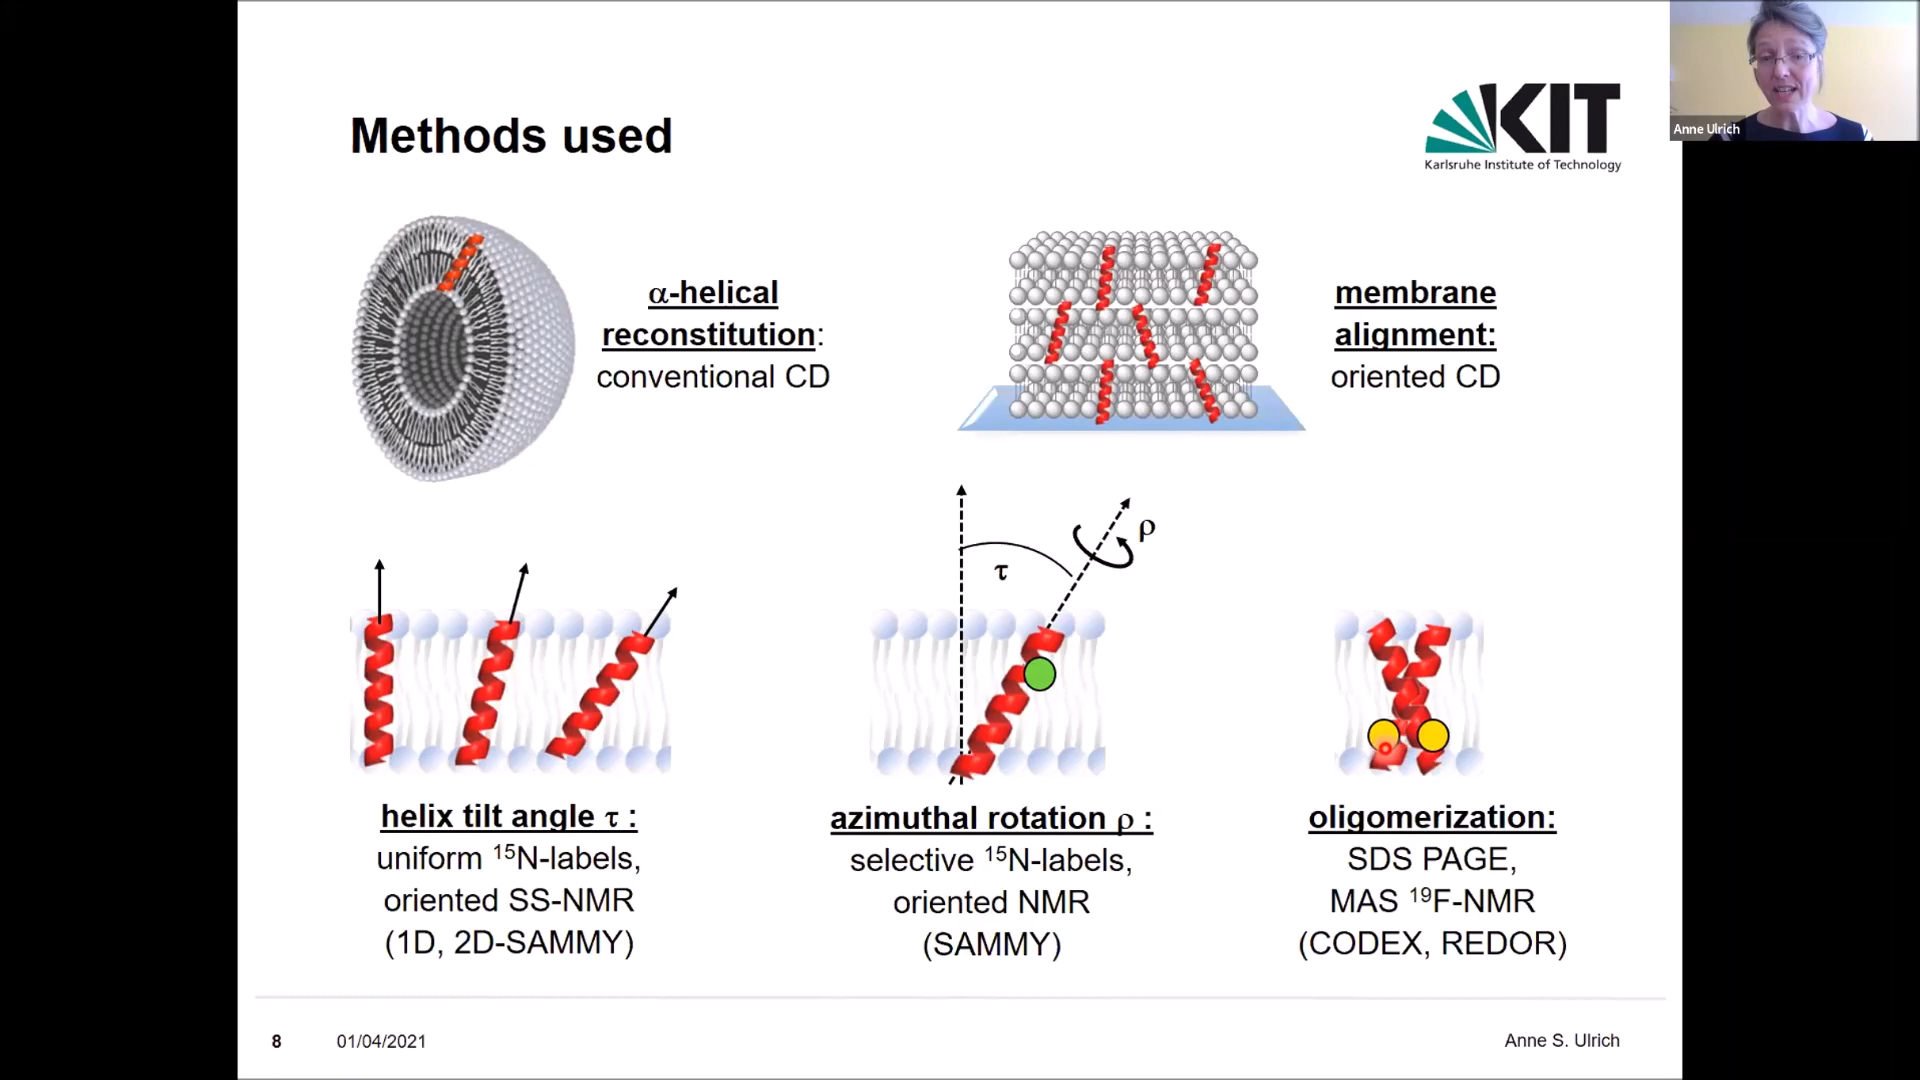 Methods used
KIT
Karlsruhe Institute of Technology
Anne Ulrich
α-helical
reconstitution:
conventional CD
membrane
alignment:
oriented CD
τ
ρ
helix tilt angle τ :
uniform ¹⁵N-labels,
oriented SS-NMR
(1D, 2D-SAMMY)
azimuthal rotation ρ :
selective ¹⁵N-labels,
oriented NMR
(SAMMY)
oligomerization:
SDS PAGE,
MAS ¹⁹F-NMR
(CODEX, REDOR)
8
01/04/2021
Anne S. Ulrich